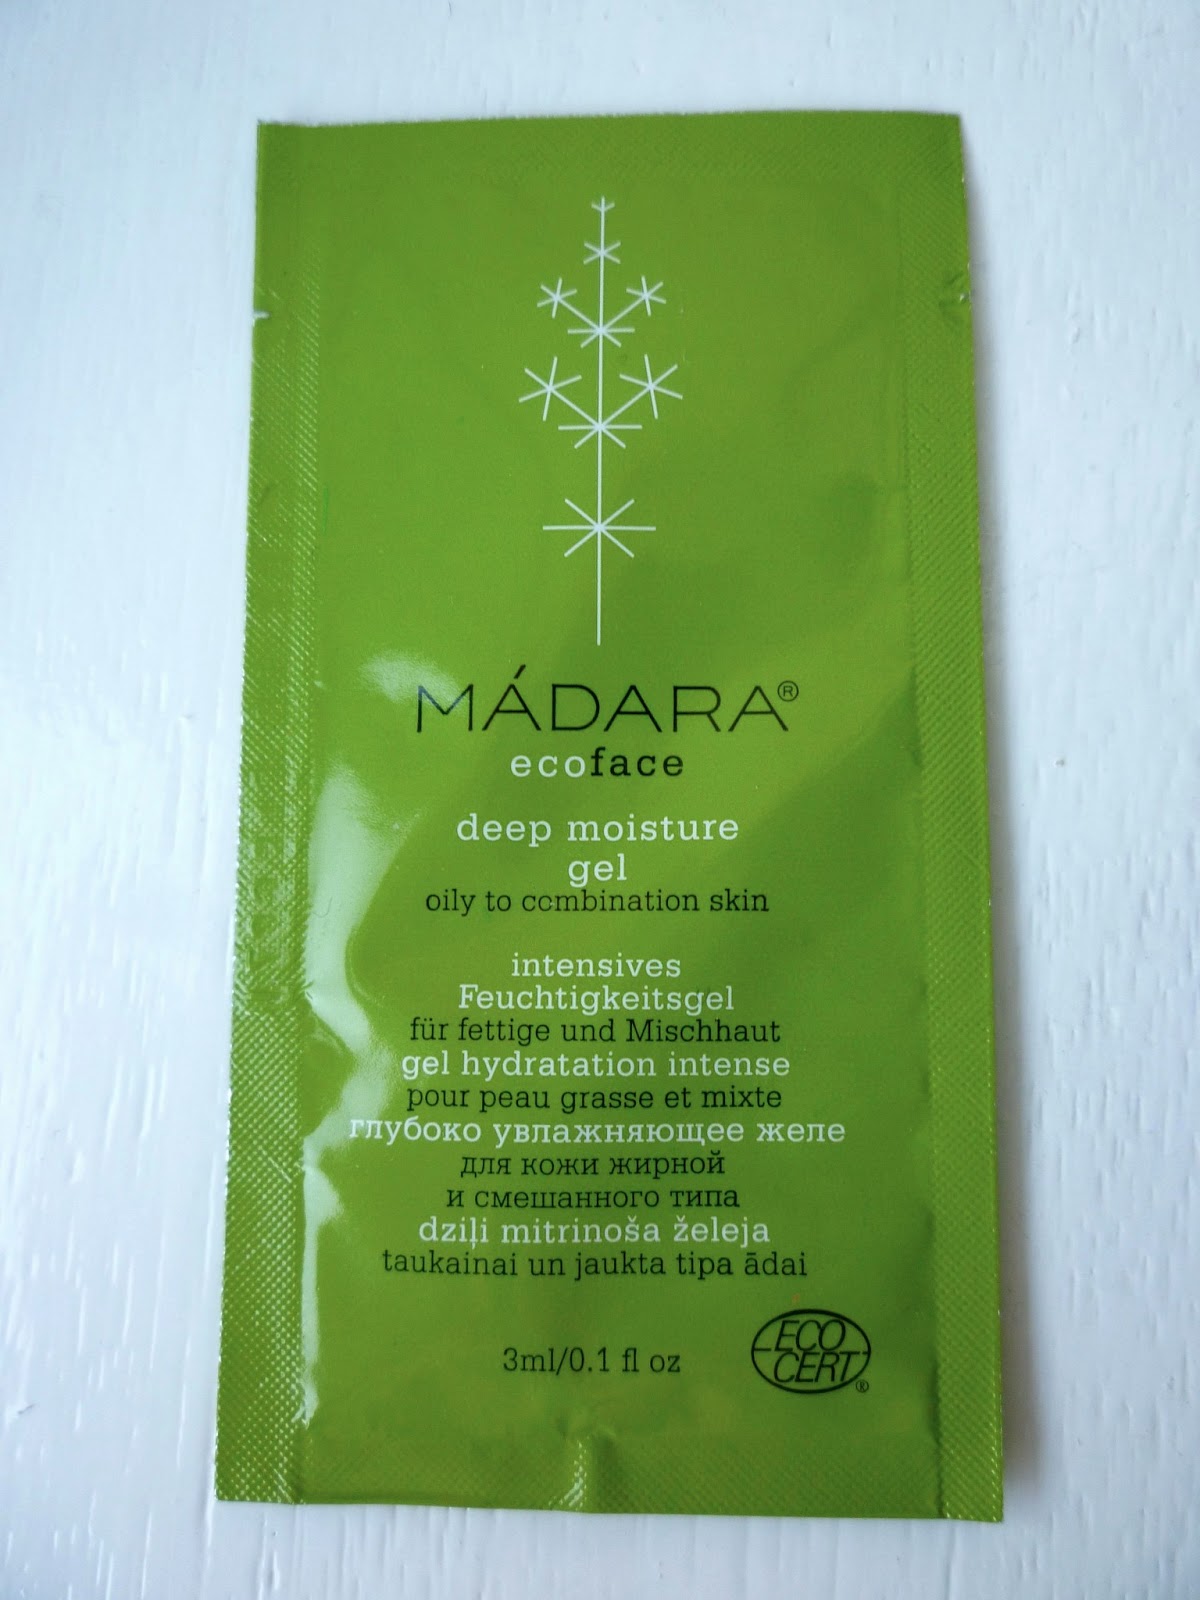 MÁDARA®
ecoface
deep moisture
gel
oily to combination skin
intensives
Feuchtigkeitsgel
für fettige und Mischhaut
gel hydratation intense
pour peau grasse et mixte
глубоко увлажняющее желе
для кожи жирной
и смешанного типа
dziļi mitrinoša želeja
taukainai un jaukta tipa ādai
3ml/0.1 fl oz
ECO
CERT®